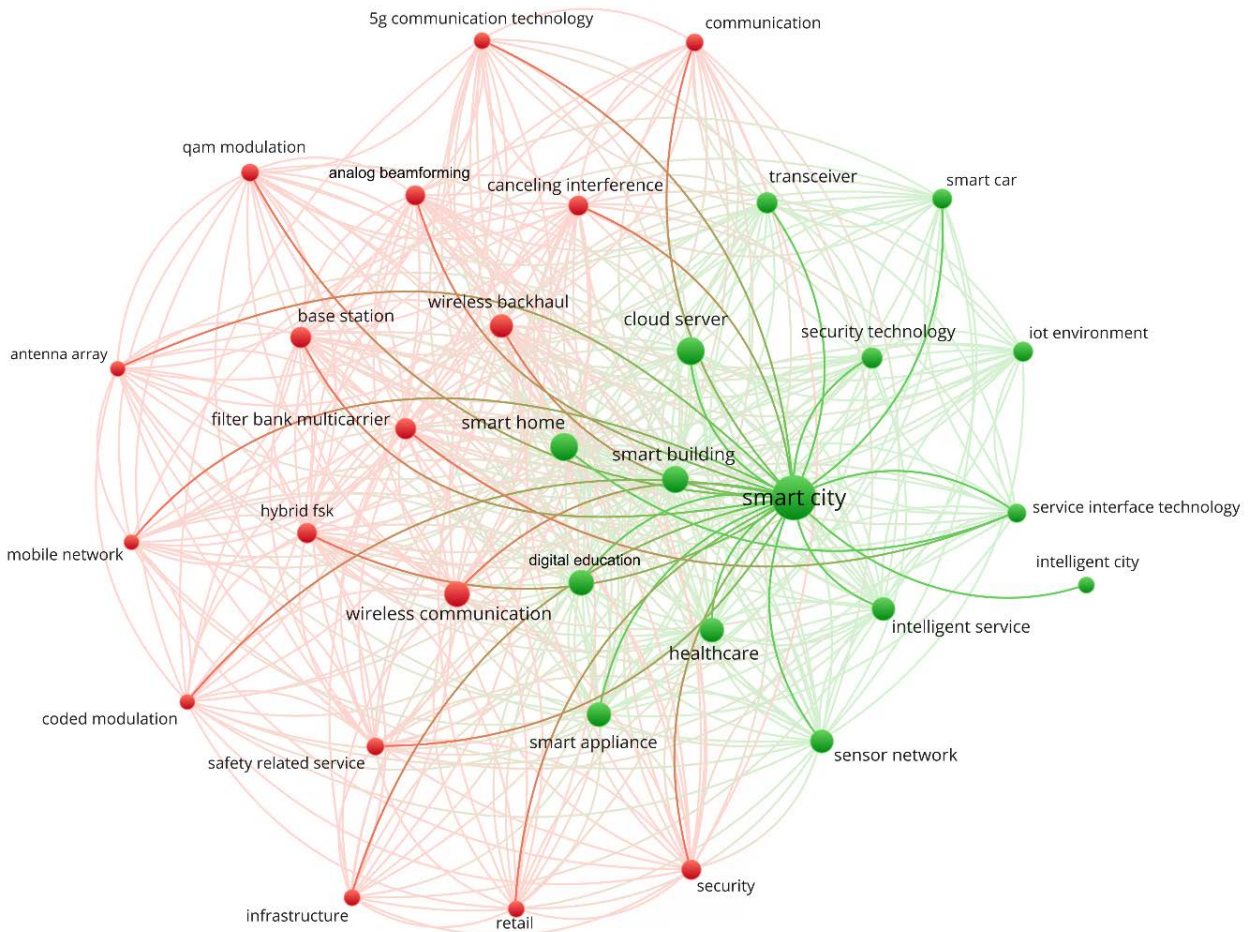 5g communication technology
communication
qam modulation
analog beamforming
canceling interference
transceiver
smart car
base station
wireless backhaul
cloud server
security technology
iot environment
antenna array
filter bank multicarrier
smart home
smart building
smart city
service interface technology
hybrid fsk
mobile network
digital education
intelligent city
wireless communication
intelligent service
healthcare
coded modulation
safety related service
smart appliance
sensor network
security
infrastructure
retail